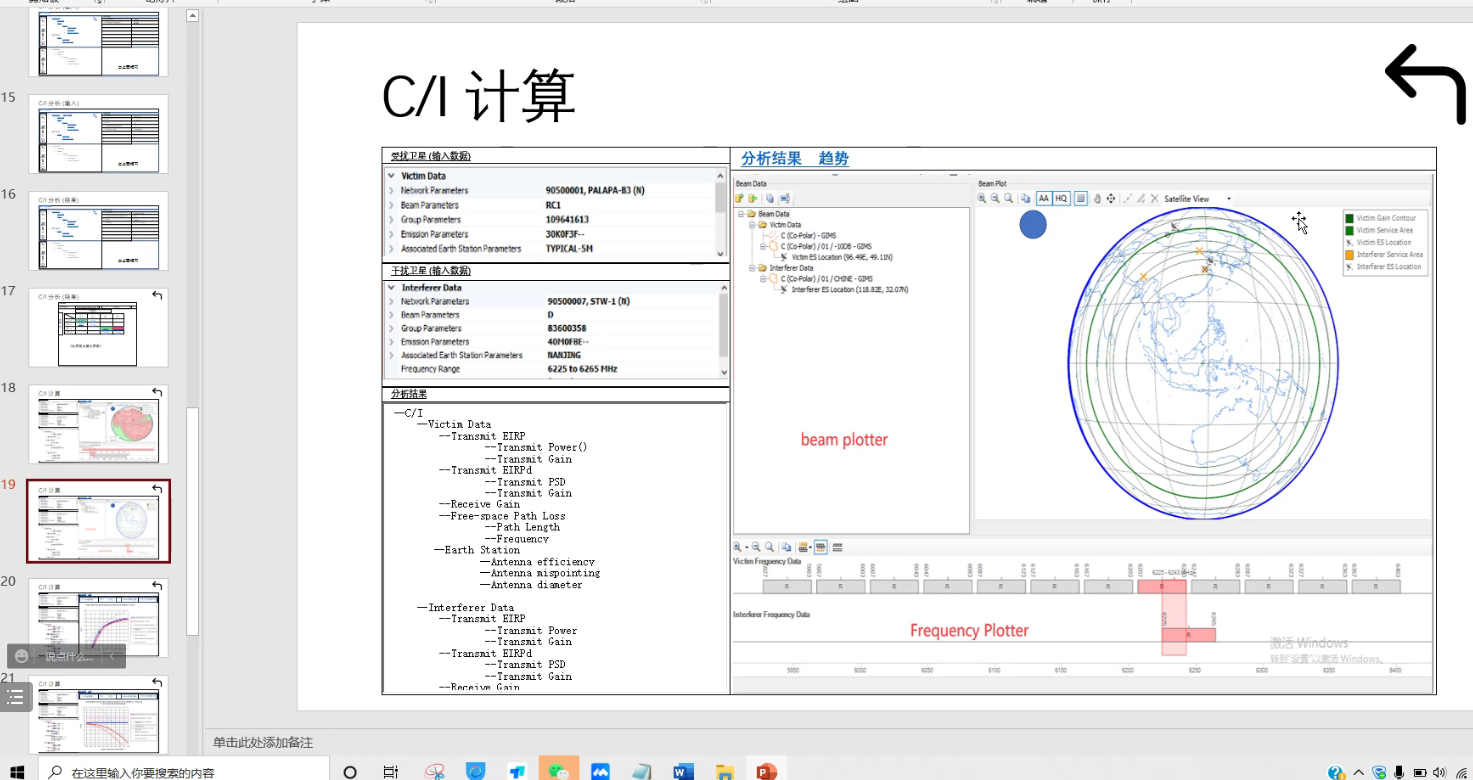 15
C/I 分析 (输入)
16
C/I 分析 (结果)
17
C/I 分析 (结果)
18
C/I 计算
19
C/I 计算
20
C/I 计算
说点什么...
21
C/I 计算
C/I 计算
受扰卫星 (输入数据)
Victim Data
Network Parameters 90500001, PALAPA-B3 (N)
Beam Parameters RC1
Group Parameters 109641613
Emission Parameters 30K0F3F--
Associated Earth Station Parameters TYPICAL-5M
干扰卫星 (输入数据)
Interferer Data
Network Parameters 90500007, STW-1 (N)
Beam Parameters D
Group Parameters 83600358
Emission Parameters 40M0F8E--
Associated Earth Station Parameters NANJING
Frequency Range 6225 to 6265 MHz
分析结果
—C/I
—Victim Data
--Transmit EIRP
--Transmit Power()
--Transmit Gain
--Transmit EIRPd
--Transmit PSD
--Transmit Gain
--Receive Gain
--Free-space Path Loss
--Path Length
--Frequency
—Earth Station
—Antenna efficiency
—Antenna mispointing
—Antenna diameter
—Interferer Data
--Transmit EIRP
--Transmit Power
--Transmit Gain
--Transmit EIRPd
--Transmit PSD
--Transmit Gain
--Receive Gain
分析结果 趋势
Beam Data
Beam Data
Victim Data
C (Co-Polar) - GIMS
C (Co-Polar) / 01 / -10DB - GIMS
Victim ES Location (96.49E, 49.11N)
Interferer Data
C (Co-Polar) / 01 / CHINE - GIMS
Interferer ES Location (118.82E, 32.07N)
beam plotter
Beam Plot
AA HQ Satellite View
Victim Gain Contour
Victim Service Area
Victim ES Location
Interferer Service Area
Interferer ES Location
Victim Frequency Data
6225 - 6243 MHz
Interferer Frequency Data
6225
6265
Frequency Plotter
激活 Windows
转到"设置"以激活 Windows。
5950 6000 6050 6100 6150 6200 6250 6300 6350 6400
单击此处添加备注
在这里输入你要搜索的内容